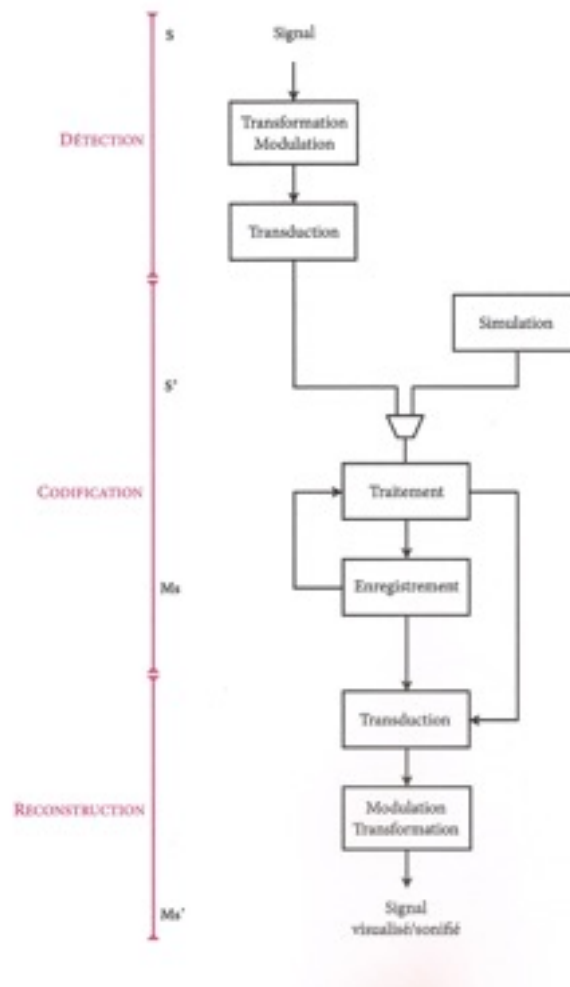 S
Signal
DÉTECTION
Transformation
Modulation
Transduction
Simulation
S'
CODIFICATION
Traitement
Ms
Enregistrement
Transduction
RECONSTRUCTION
Modulation
Transformation
Ms'
Signal
visualisé/sonifié